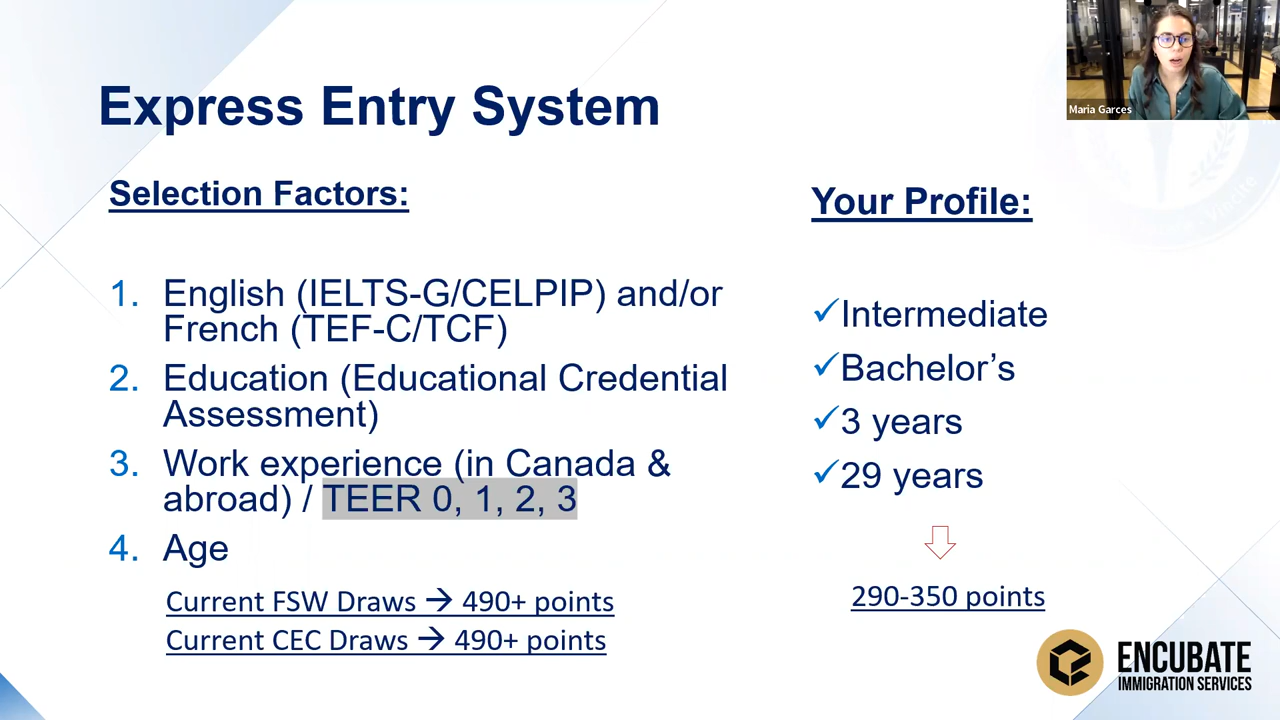 Maria Garces
Express Entry System
Selection Factors:
1. English (IELTS-G/CELPIP) and/or
French (TEF-C/TCF)
2. Education (Educational Credential
Assessment)
3. Work experience (in Canada &
abroad) / TEER 0, 1, 2, 3
4. Age
Current FSW Draws → 490+ points
Current CEC Draws → 490+ points
Your Profile:
✓Intermediate
✓Bachelor’s
✓3 years
✓29 years
290-350 points
ENCUBATE
IMMIGRATION SERVICES